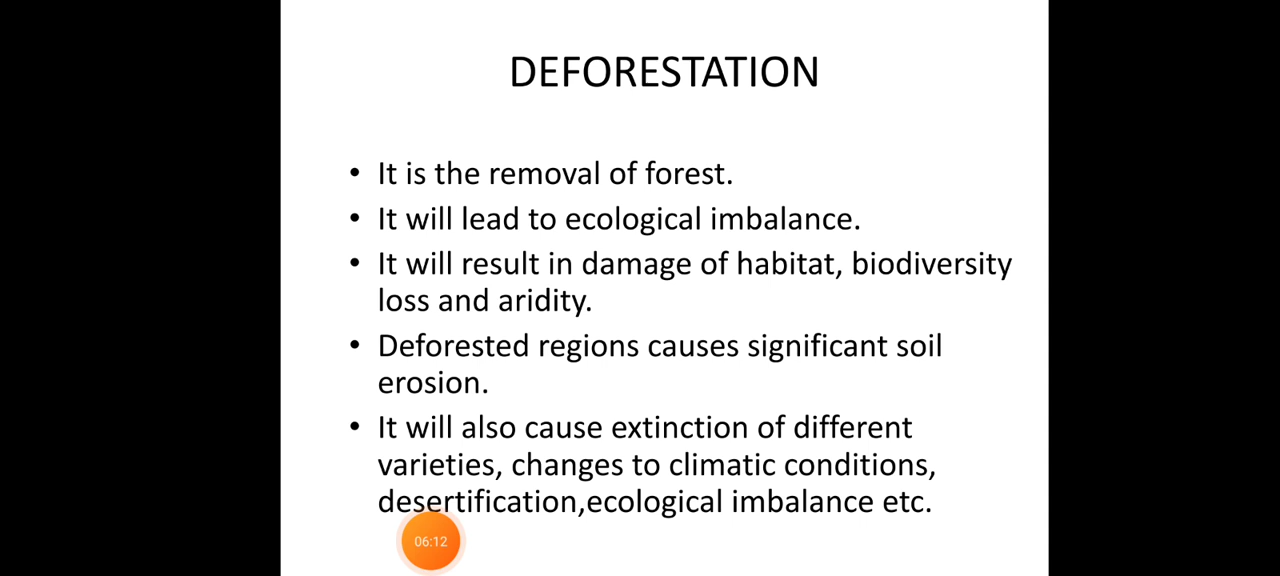 DEFORESTATION
• It is the removal of forest.
• It will lead to ecological imbalance.
• It will result in damage of habitat, biodiversity
loss and aridity.
• Deforested regions causes significant soil
erosion.
• It will also cause extinction of different
varieties, changes to climatic conditions,
desertification,ecological imbalance etc.
06:12